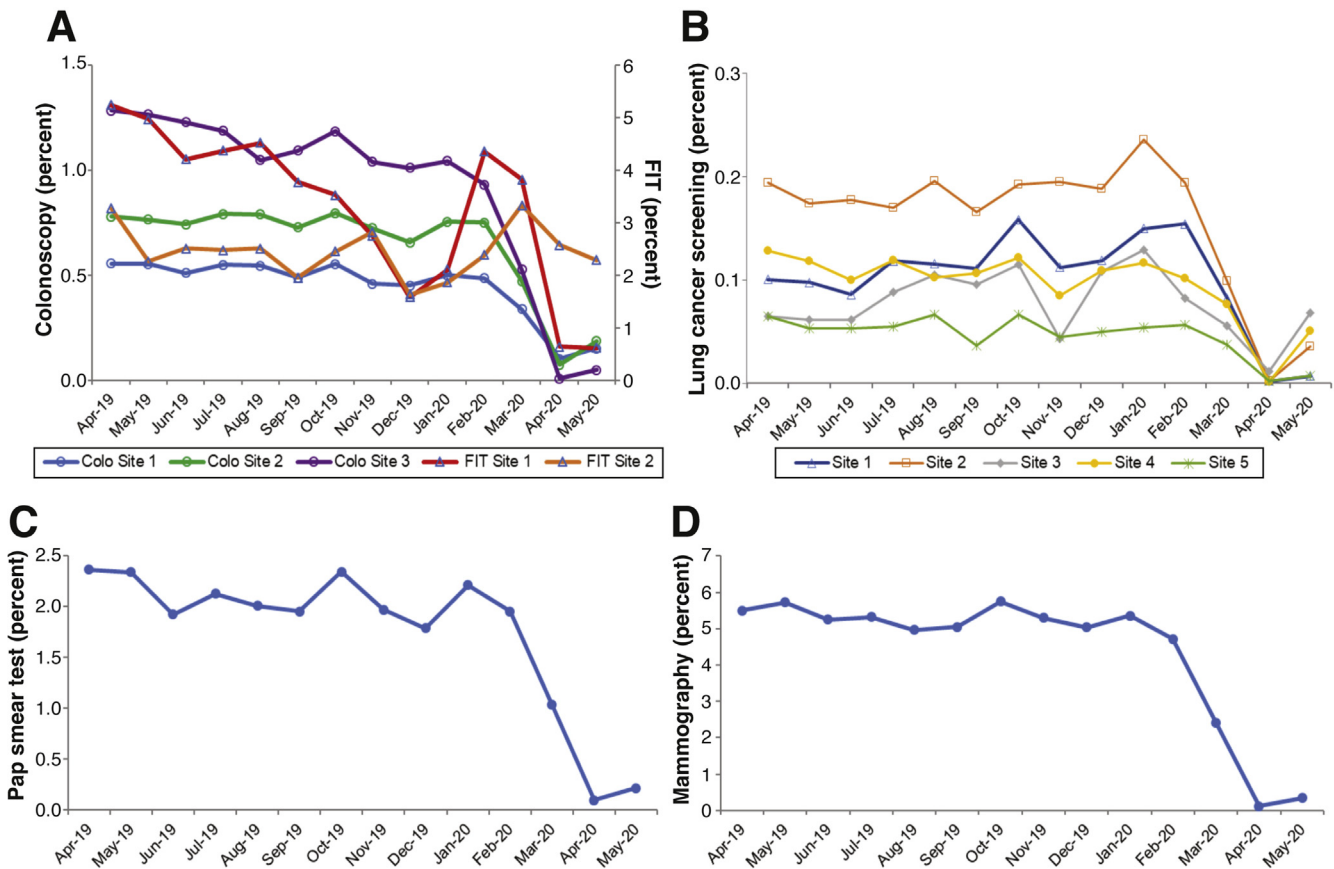 A
Colonoscopy (percent)
1.5
1.0
0.5
0.0
6
5
4
3
2
1
0
FIT (percent)
Apr-19 May-19 Jun-19 Jul-19 Aug-19 Sep-19 Oct-19 Nov-19 Dec-19 Jan-20 Feb-20 Mar-20 Apr-20 May-20
Colo Site 1 Colo Site 2 Colo Site 3 FIT Site 1 FIT Site 2
B
Lung cancer screening (percent)
0.3
0.2
0.1
0.0
Apr-19 May-19 Jun-19 Jul-19 Aug-19 Sep-19 Oct-19 Nov-19 Dec-19 Jan-20 Feb-20 Mar-20 Apr-20 May-20
Site 1 Site 2 Site 3 Site 4 Site 5
C
Pap smear test (percent)
2.5
2.0
1.5
1.0
0.5
0.0
Apr-19 May-19 Jun-19 Jul-19 Aug-19 Sep-19 Oct-19 Nov-19 Dec-19 Jan-20 Feb-20 Mar-20 Apr-20 May-20
D
Mammography (percent)
7
6
5
4
3
2
1
0
Apr-19 May-19 Jun-19 Jul-19 Aug-19 Sep-19 Oct-19 Nov-19 Dec-19 Jan-20 Feb-20 Mar-20 Apr-20 May-20